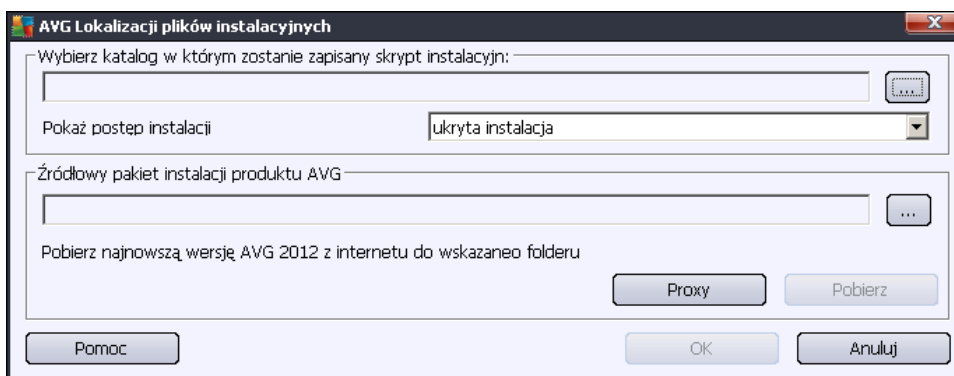 AVG Lokalizacji plików instalacyjnych
Wybierz katalog w którym zostanie zapisany skrypt instalacyjn:
...
Pokaż postęp instalacji
ukryta instalacja
Źródłowy pakiet instalacji produktu AVG
...
Pobierz najnowszą wersję AVG 2012 z internetu do wskazaneo folderu
Proxy
Pobierz
Pomoc
OK
Anuluj